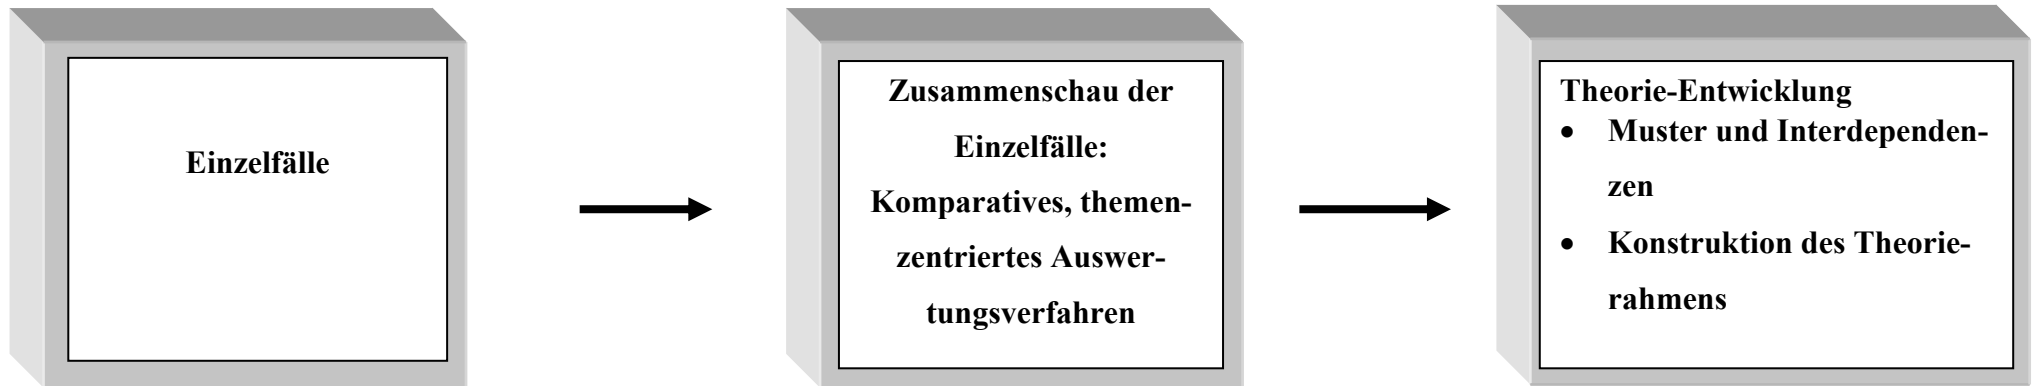 Einzelfälle
Zusammenschau der
Einzelfälle:
Komparatives, themen-
zentriertes Auswer-
tungsverfahren
Theorie-Entwicklung
• Muster und Interdependen-
zen
• Konstruktion des Theorie-
rahmens